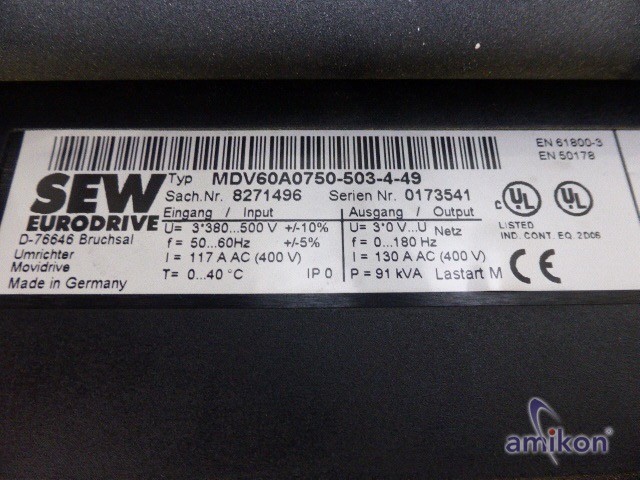 EN 61800-3
EN 50178
SEW
EURODRIVE
D-76646 Bruchsal
Umrichter
Movidrive
Made in Germany
Typ MDV60A0750-503-4-49
Sach.Nr. 8271496 Serien Nr. 0173541
Eingang / Input
U= 3*380..500 V +/-10%
f = 50...60Hz +/-5%
I = 117 A AC (400 V)
T= 0...40 °C IP 0
Ausgang / Output
U= 3*0 V...U Netz
f = 0...180 Hz
I = 130 A AC (400 V)
P = 91 kVA Lastart M
c UL UL
LISTED
IND. CONT. EQ. 2D06
CE
amikon